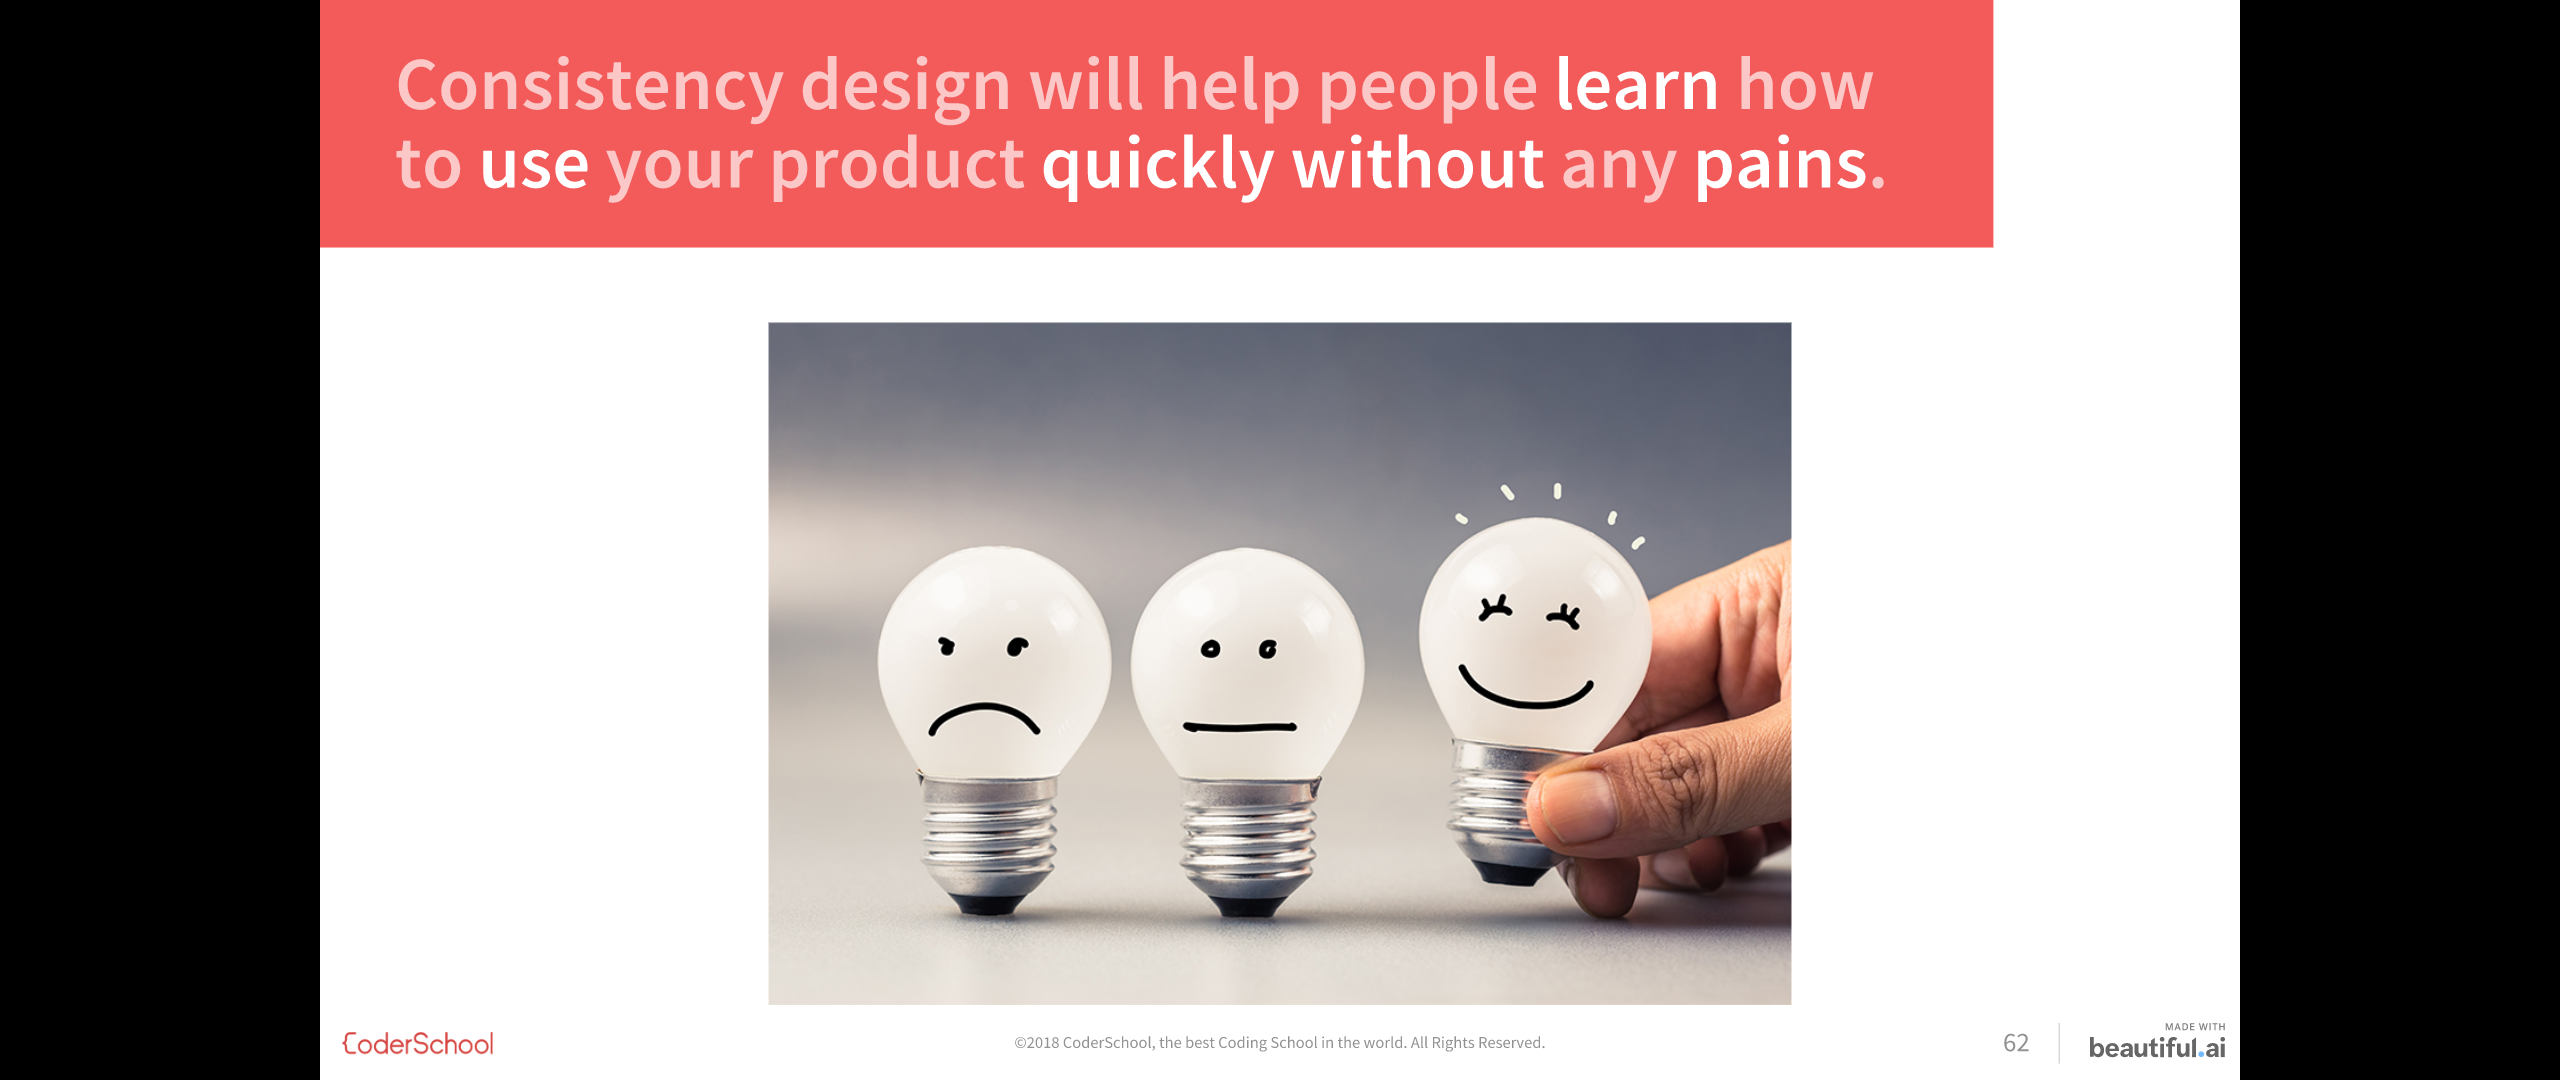 Consistency design will help people learn how
to use your product quickly without any pains.
CoderSchool
©2018 CoderSchool, the best Coding School in the world. All Rights Reserved.
62
MADE WITH
beautiful.ai